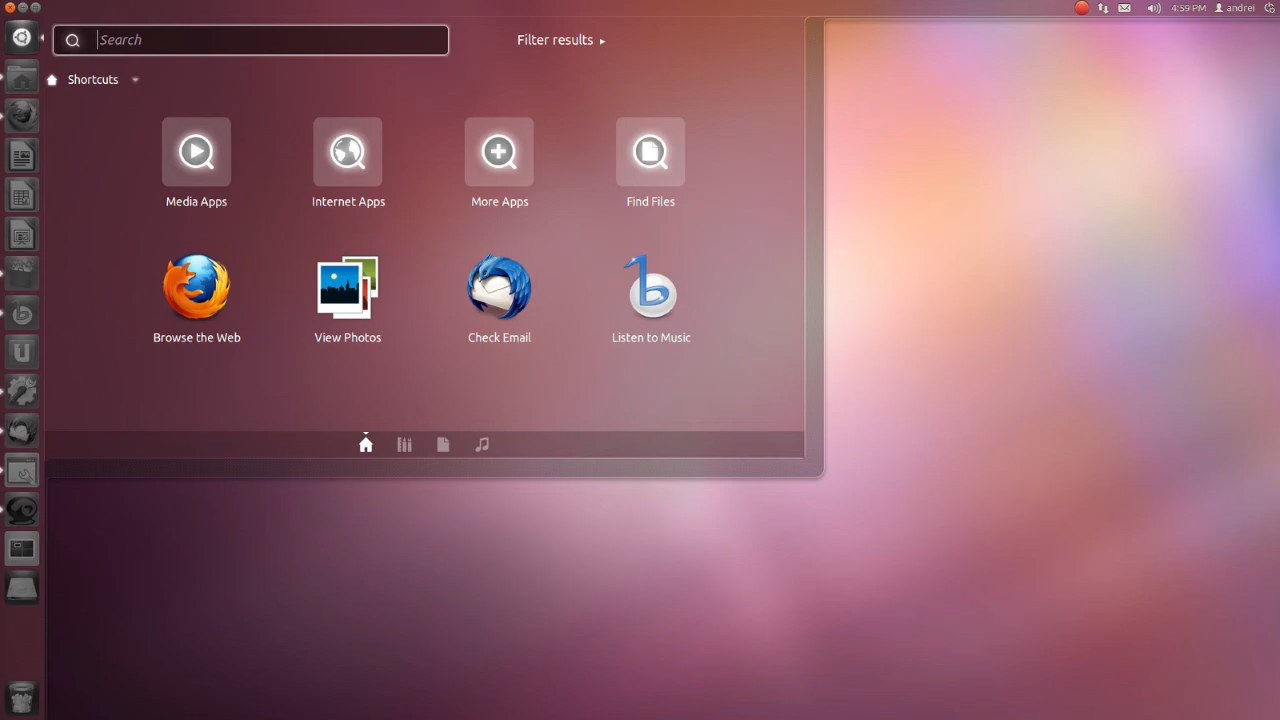 4:59 PM andrei
Search
Filter results
Shortcuts
Media Apps
Internet Apps
More Apps
Find Files
Browse the Web
View Photos
Check Email
Listen to Music